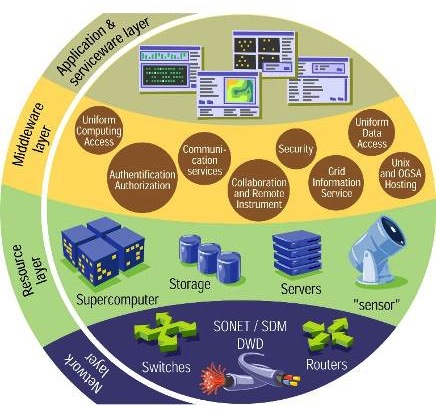 Application &
serviceware layer
Middleware
layer
Uniform
Computing
Access
Authentification
Authorization
Communi-
cation
services
Collaboration
and Remote
Instrument
Security
Grid
Information
Service
Uniform
Data
Access
Unix
and OGSA
Hosting
Resource
layer
Supercomputer
Storage
Servers
"sensor"
Network
layer
SONET / SDM
DWD
Switches
Routers